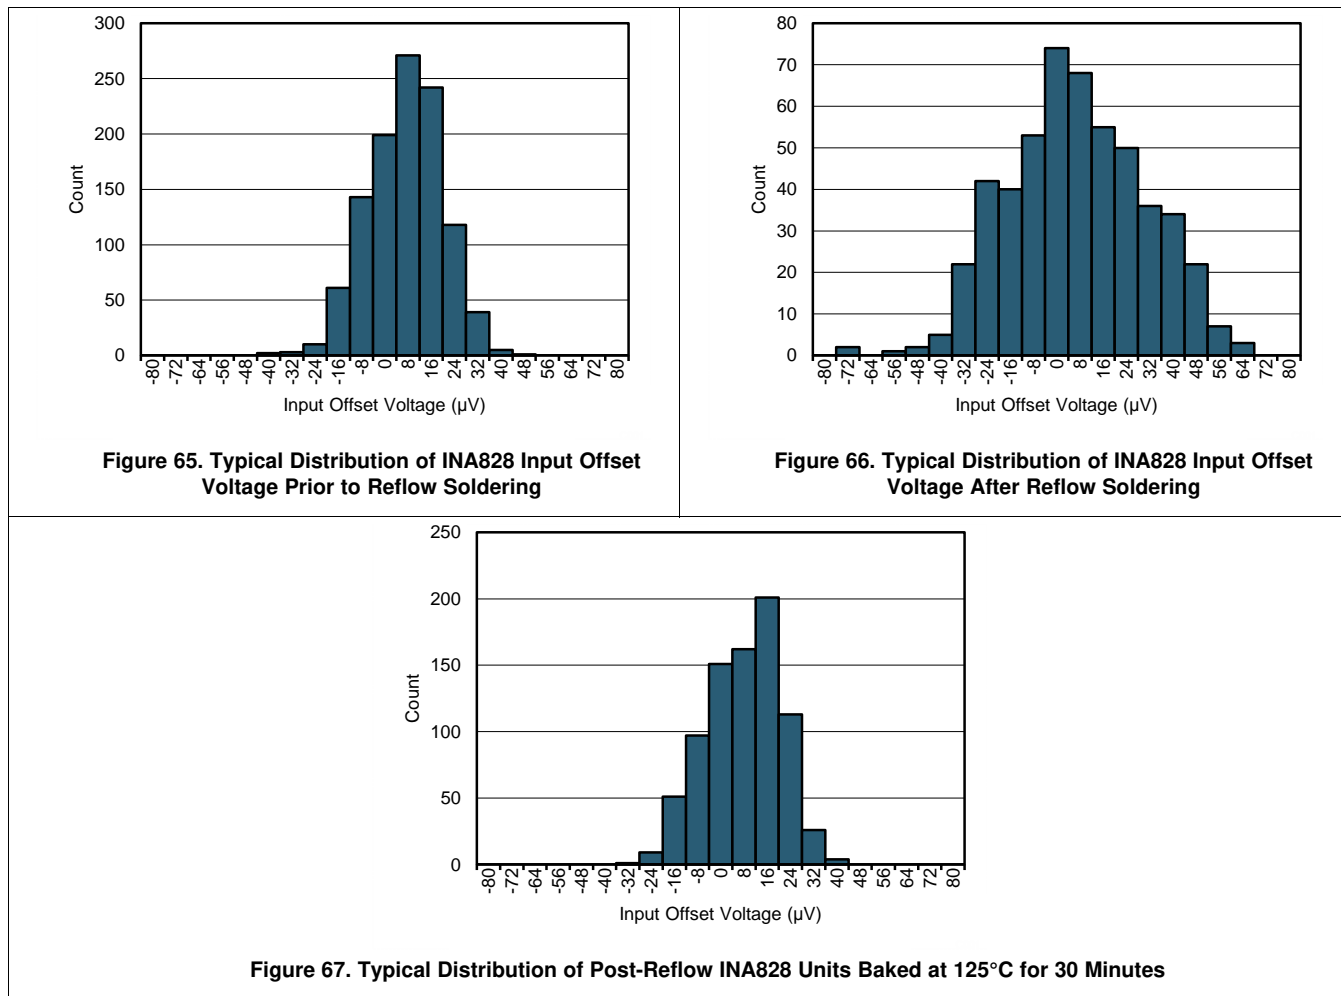 300
250
200
150
100
50
0
Count
-80 -72 -64 -56 -48 -40 -32 -24 -16 -8 0 8 16 24 32 40 48 56 64 72 80
Input Offset Voltage (µV)
Figure 65. Typical Distribution of INA828 Input Offset
Voltage Prior to Reflow Soldering
80
70
60
50
40
30
20
10
0
Count
-80 -72 -64 -56 -48 -40 -32 -24 -16 -8 0 8 16 24 32 40 48 56 64 72 80
Input Offset Voltage (µV)
Figure 66. Typical Distribution of INA828 Input Offset
Voltage After Reflow Soldering
250
200
150
100
50
0
Count
-80 -72 -64 -56 -48 -40 -32 -24 -16 -8 0 8 16 24 32 40 48 56 64 72 80
Input Offset Voltage (µV)
Figure 67. Typical Distribution of Post-Reflow INA828 Units Baked at 125°C for 30 Minutes